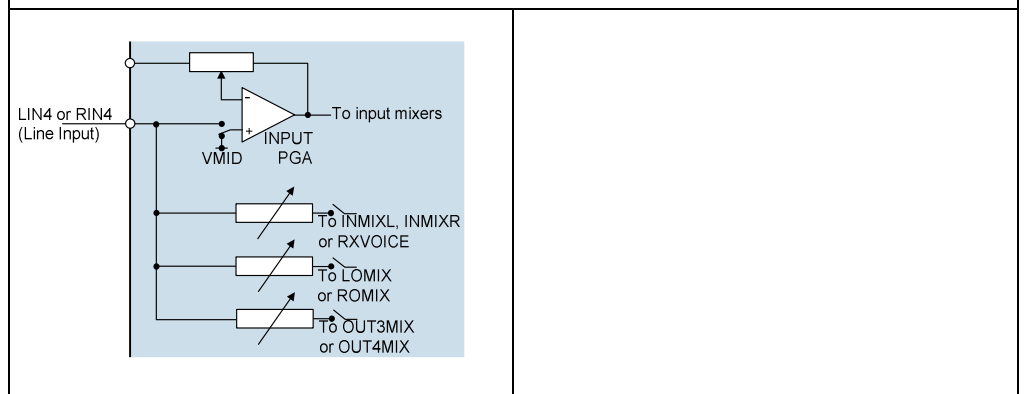 LIN4 or RIN4
(Line Input)
-
+
To input mixers
INPUT
PGA
VMID
To INMIXL, INMIXR
or RXVOICE
To LOMIX
or ROMIX
To OUT3MIX
or OUT4MIX